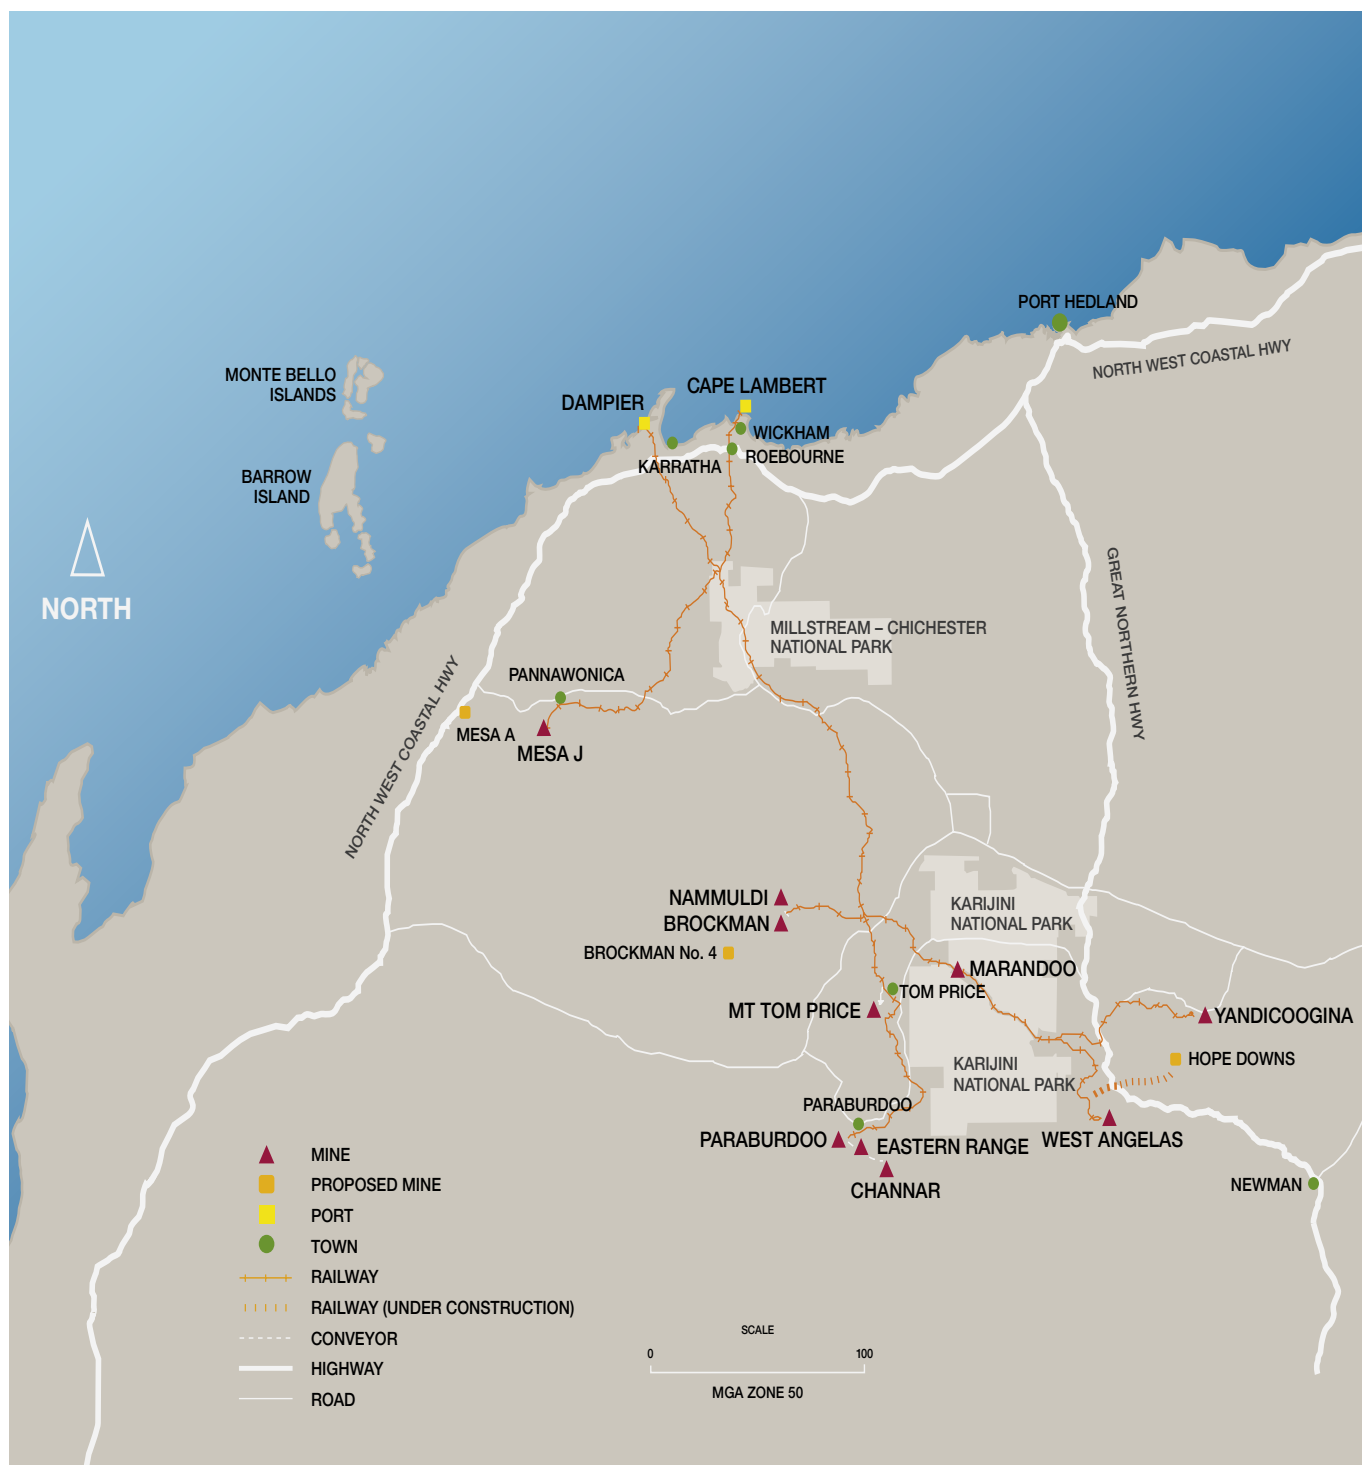 PORT HEDLAND
NORTH WEST COASTAL HWY
MONTE BELLO
ISLANDS
CAPE LAMBERT
DAMPIER
WICKHAM
ROEBOURNE
KARRATHA
BARROW
ISLAND
NORTH
GREAT NORTHERN HWY
MILLSTREAM – CHICHESTER
NATIONAL PARK
PANNAWONICA
NORTH WEST COASTAL HWY
MESA A
MESA J
NAMMULDI
BROCKMAN
BROCKMAN No. 4
KARIJINI
NATIONAL PARK
MARANDOO
TOM PRICE
MT TOM PRICE
YANDICOOGINA
HOPE DOWNS
KARIJINI
NATIONAL PARK
PARABURDOO
PARABURDOO
EASTERN RANGE
WEST ANGELAS
CHANNAR
NEWMAN
MINE
PROPOSED MINE
PORT
TOWN
RAILWAY
RAILWAY (UNDER CONSTRUCTION)
CONVEYOR
HIGHWAY
ROAD
SCALE
0 100
MGA ZONE 50